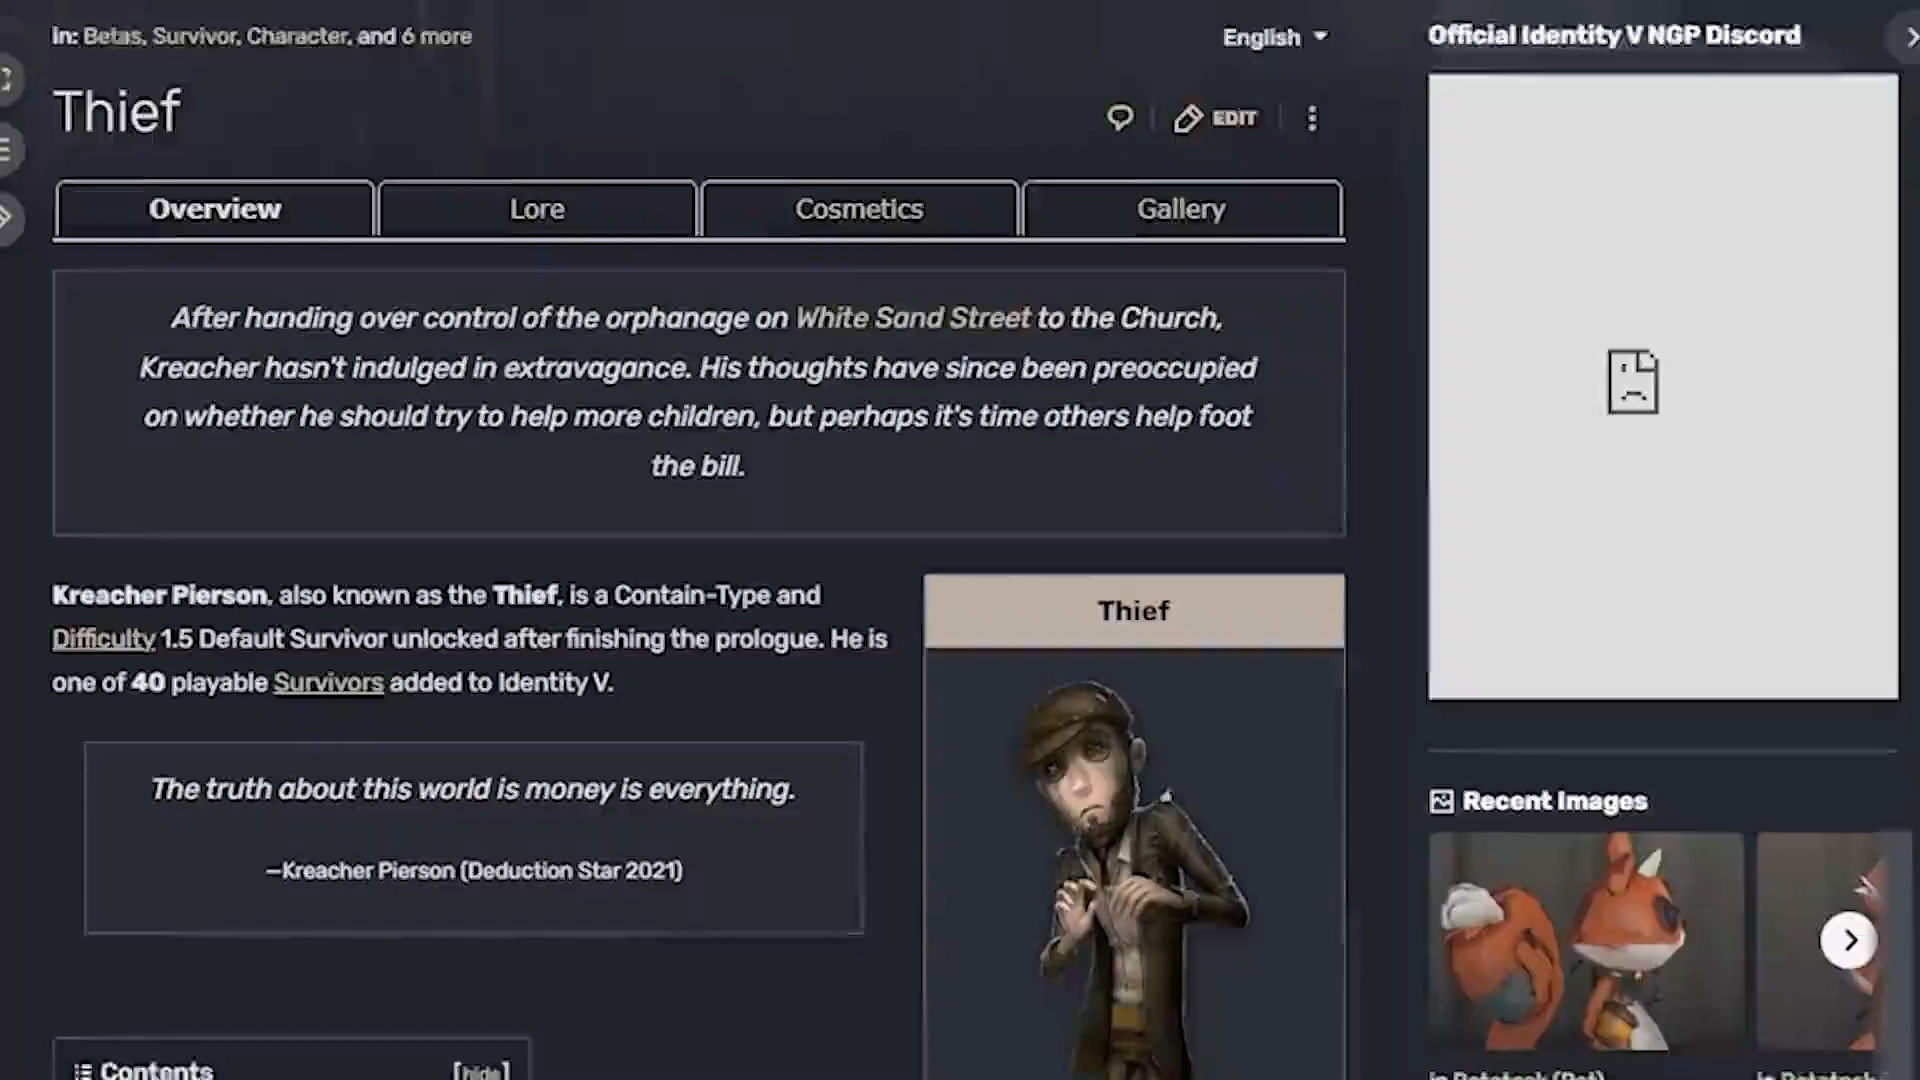 in: Betas, Survivor, Character, and 6 more
English
Thief
EDIT
Overview
Lore
Cosmetics
Gallery
After handing over control of the orphanage on White Sand Street to the Church,
Kreacher hasn't indulged in extravagance. His thoughts have since been preoccupied
on whether he should try to help more children, but perhaps it's time others help foot
the bill.
Kreacher Pierson, also known as the Thief, is a Contain-Type and
Difficulty 1.5 Default Survivor unlocked after finishing the prologue. He is
one of 40 playable Survivors added to Identity V.
The truth about this world is money is everything.
—Kreacher Pierson (Deduction Star 2021)
Contents [hide]
Thief
Official Identity V NGP Discord
Recent Images